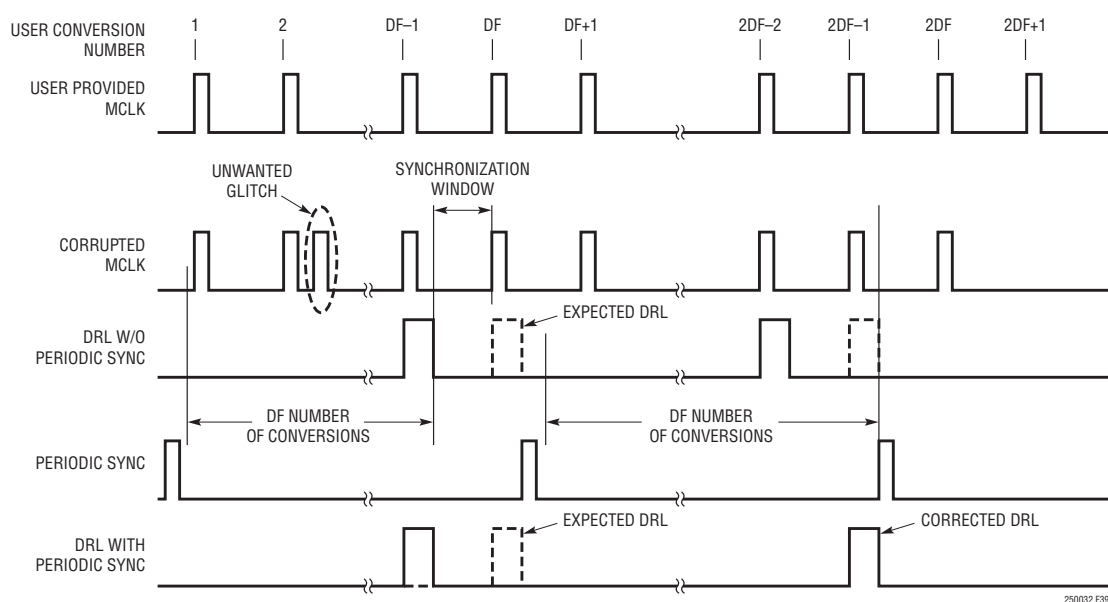 USER CONVERSION
NUMBER
1
2
DF–1
DF
DF+1
2DF–2
2DF–1
2DF
2DF+1
USER PROVIDED
MCLK
UNWANTED
GLITCH
SYNCHRONIZATION
WINDOW
CORRUPTED
MCLK
DRL W/O
PERIODIC SYNC
EXPECTED DRL
DF NUMBER
OF CONVERSIONS
DF NUMBER
OF CONVERSIONS
PERIODIC SYNC
DRL WITH
PERIODIC SYNC
EXPECTED DRL
CORRECTED DRL
250032 F39